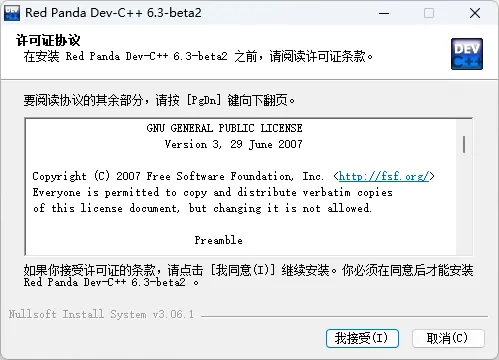 Red Panda Dev-C++ 6.3-beta2
许可证协议
在安装 Red Panda Dev-C++ 6.3-beta2 之前,请阅读许可证条款。
DEV
C++
要阅读协议的其余部分,请按 [PgDn] 键向下翻页。
GNU GENERAL PUBLIC LICENSE
Version 3, 29 June 2007
Copyright (C) 2007 Free Software Foundation, Inc. <http://fsf.org/>
Everyone is permitted to copy and distribute verbatim copies
of this license document, but changing it is not allowed.
Preamble
如果你接受许可证的条款,请点击 [我同意(I)] 继续安装。你必须在同意后才能安装
Red Panda Dev-C++ 6.3-beta2 。
Nullsoft Install System v3.06.1
我接受(I)
取消(C)